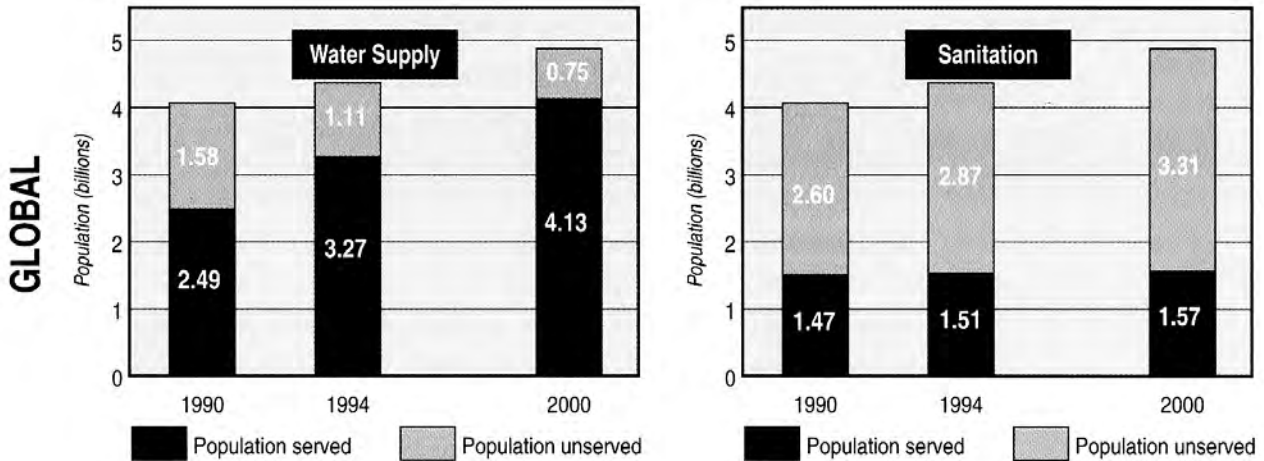 GLOBAL
Water Supply
Population (billions)
5
4
3
2
1
0
1.58
2.49
1.11
3.27
0.75
4.13
1990 1994 2000
Population served Population unserved
Sanitation
Population (billions)
5
4
3
2
1
0
2.60
1.47
2.87
1.51
3.31
1.57
1990 1994 2000
Population served Population unserved